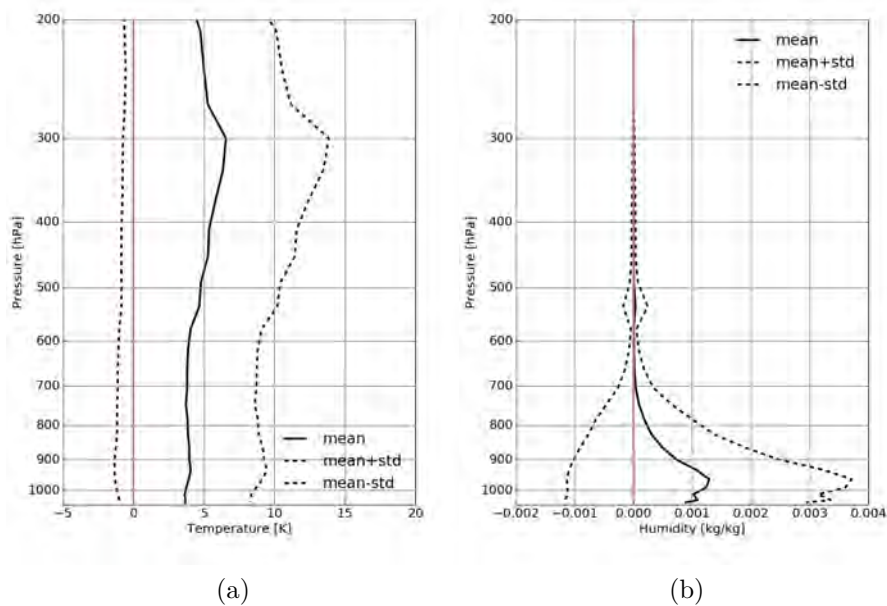 200
300
400
500
600
700
800
900
1000
Pressure [hPa]
mean
mean+std
mean-std
−5 0 5 10 15 20
Temperature [K]
(a)
200
300
400
500
600
700
800
900
1000
Pressure [hPa]
mean
mean+std
mean-std
−0.002 −0.001 0.000 0.001 0.002 0.003 0.004
Humidity [kg/kg]
(b)